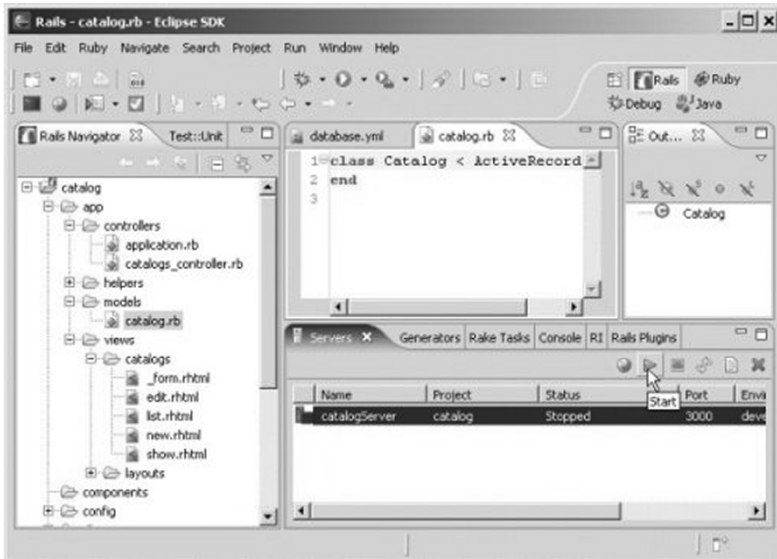 Rails - catalog.rb - Eclipse SDK
File Edit Ruby Navigate Search Project Run Window Help
Rails Ruby
Debug Java
Rails Navigator Test::Unit
catalog
app
controllers
application.rb
catalogs_controller.rb
helpers
models
catalog.rb
views
catalogs
_form.rhtml
edit.rhtml
list.rhtml
new.rhtml
show.rhtml
layouts
components
config
database.yml catalog.rb
1 class Catalog < ActiveRecord
2 end
3
Out...
Catalog
Servers Generators Rake Tasks Console RI Rails Plugins
Name Project Status Port Envi
Start
catalogServer catalog Stopped 3000 deve